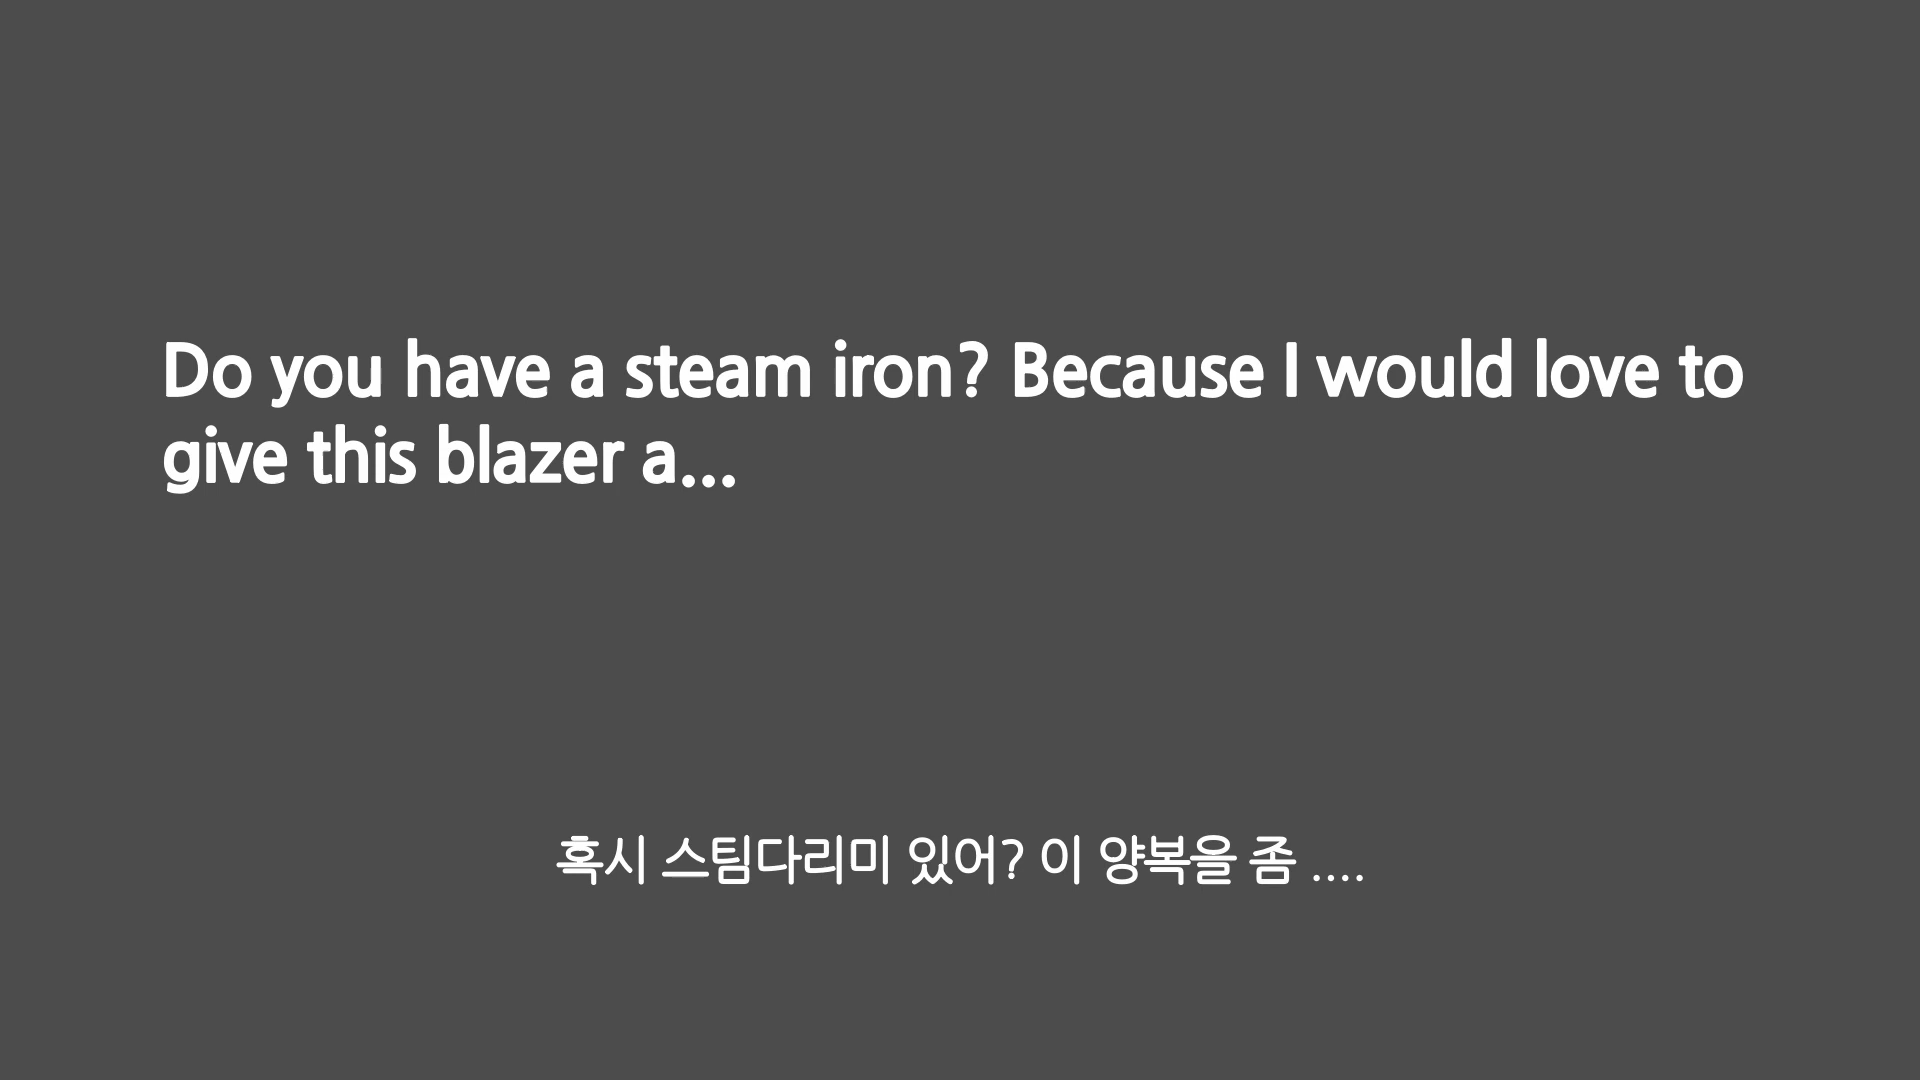 Do you have a steam iron? Because I would love to
give this blazer a...
혹시 스팀다리미 있어? 이 양복을 좀 ....